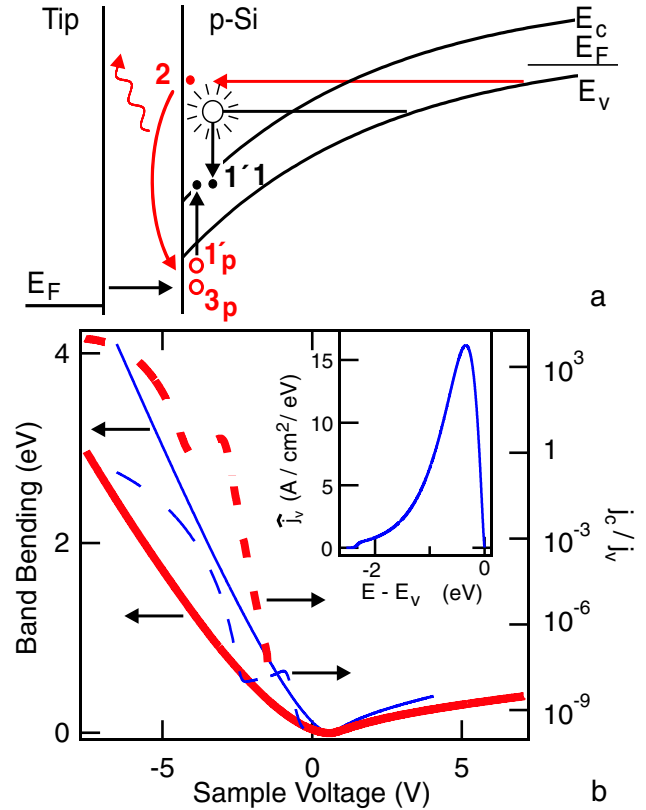 Tip
p-Si
E_c
E_F
E_v
2
1´ 1
1´p
3p
E_F
a
4
2
0
Band Bending (eV)
-5
0
5
Sample Voltage (V)
10^3
1
10^-3
10^-6
10^-9
j_c / j_v
15
10
5
0
ĵ_v (A / cm²/ eV)
-2
0
E - E_v (eV)
b